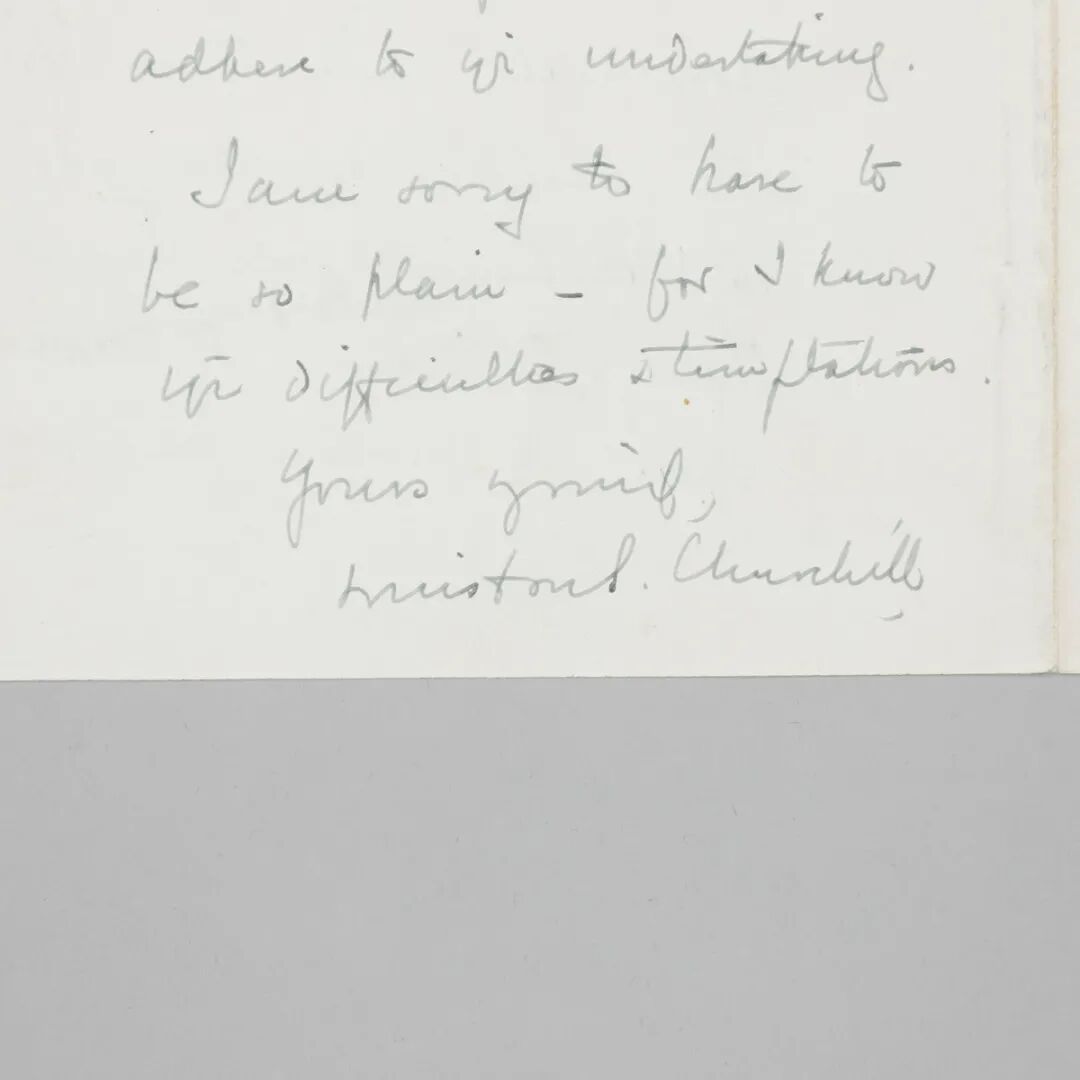 adhere to yr undertaking.
I am sorry to have to
be so plain – for I know
yr difficulties & temptations.
Yours
Winston S. Churchill